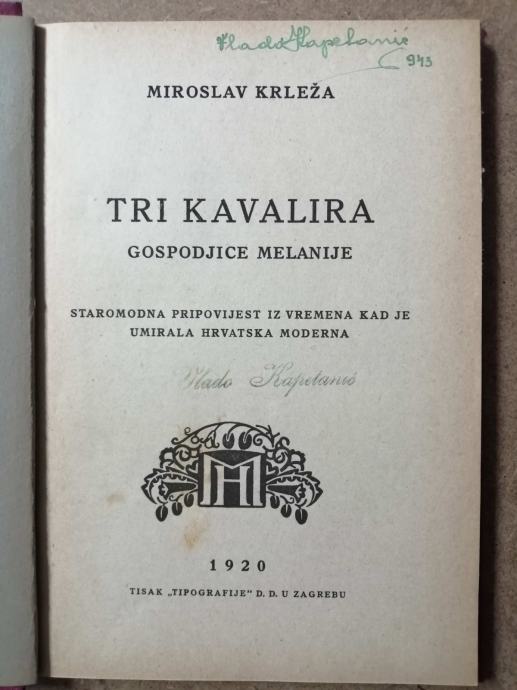 Vlado Kapetanić
943
MIROSLAV KRLEŽA
TRI KAVALIRA
GOSPODJICE MELANIJE
STAROMODNA PRIPOVIJEST IZ VREMENA KAD JE
UMIRALA HRVATSKA MODERNA
Vlado Kapetanić
MH
1920
TISAK „TIPOGRAFIJE" D. D. U ZAGREBU